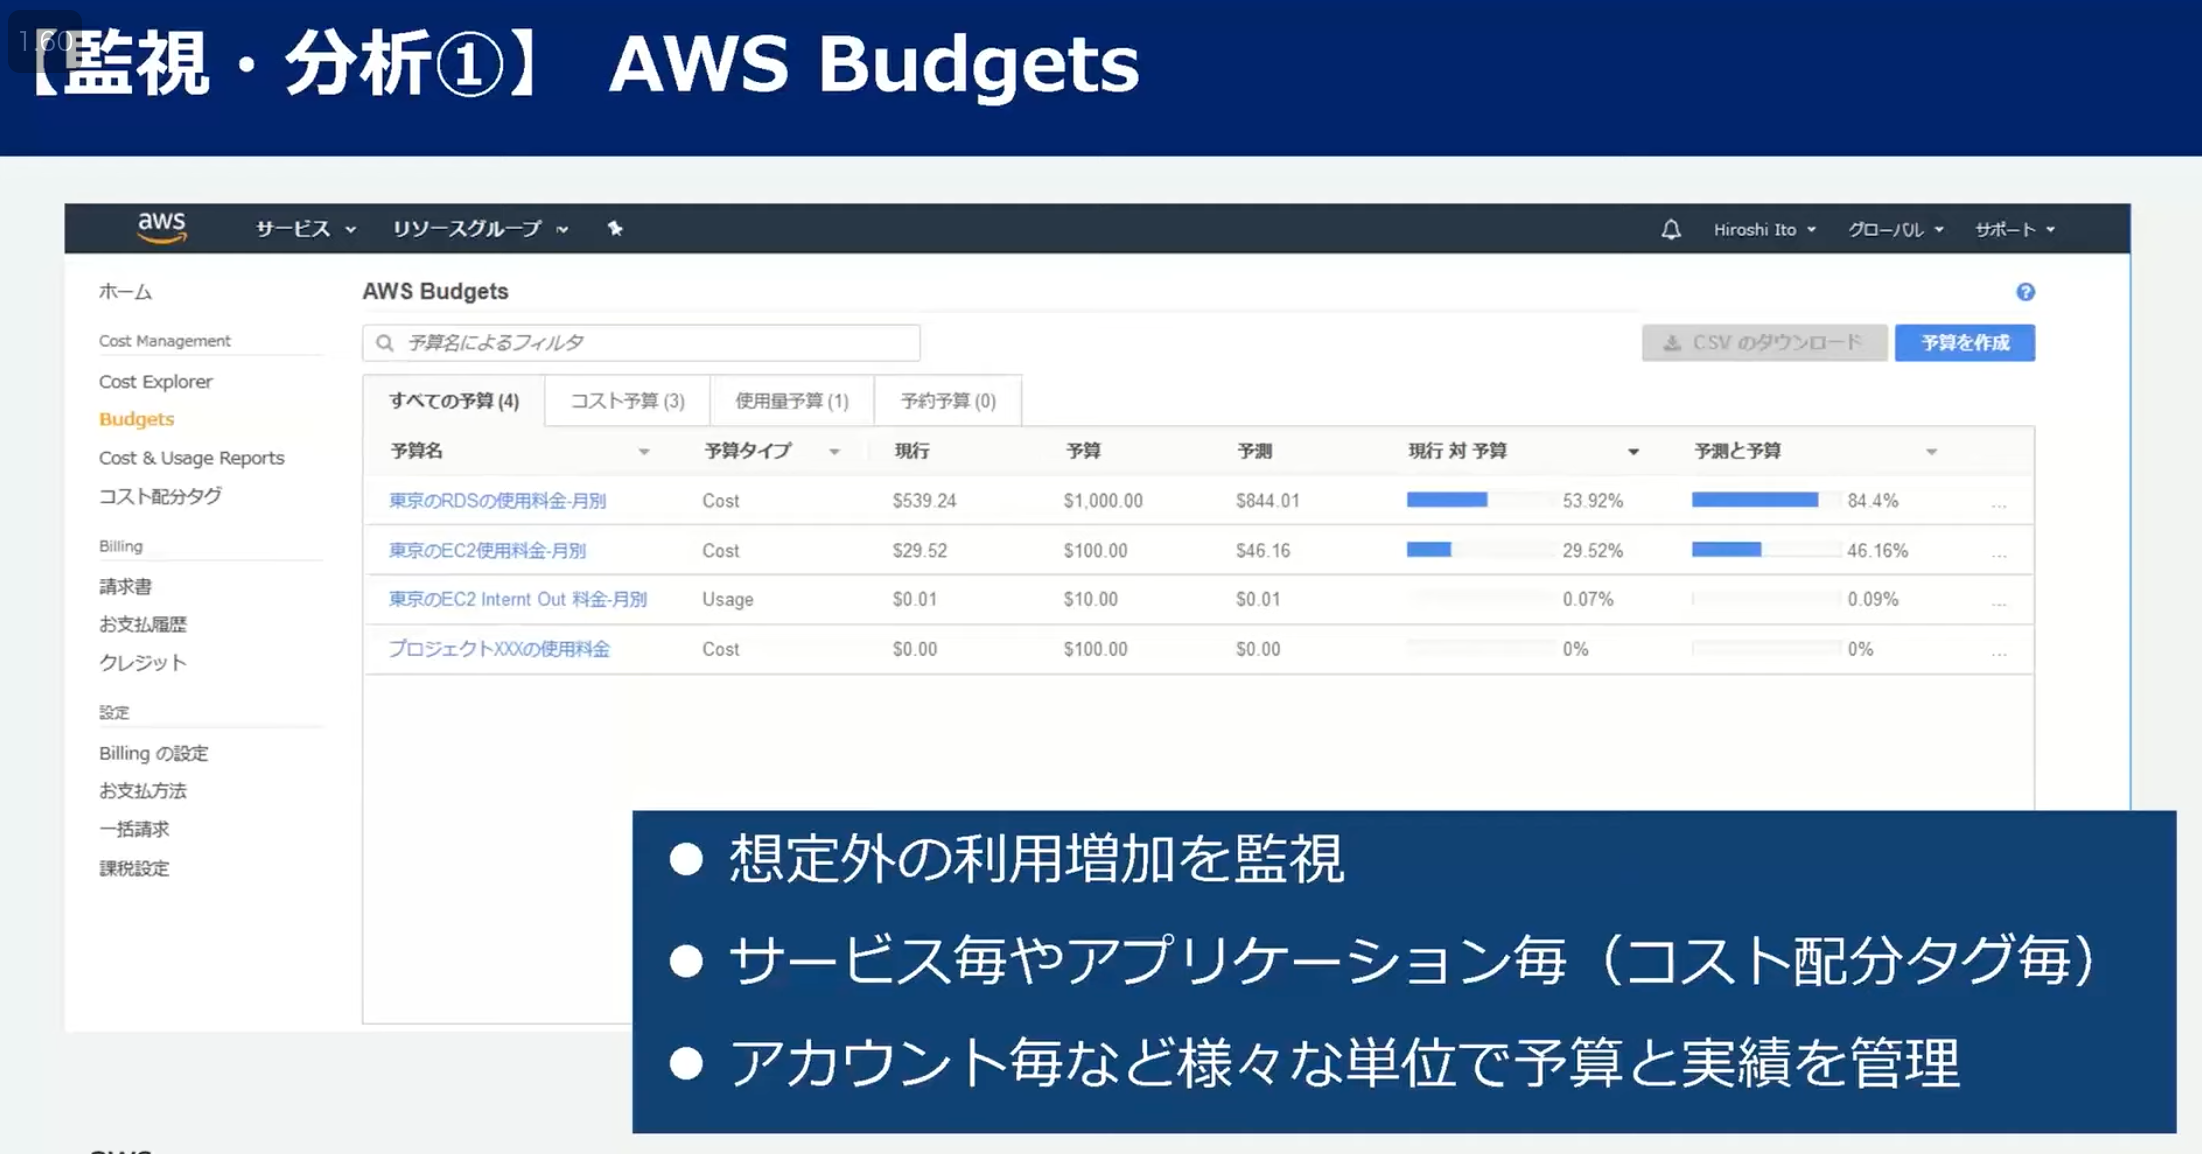 1.60
【監視・分析①】 AWS Budgets
aws サービス リソースグループ Hiroshi Ito グローバル サポート
ホーム
Cost Management
Cost Explorer
Budgets
Cost & Usage Reports
コスト配分タグ
Billing
請求書
お支払履歴
クレジット
設定
Billing の設定
お支払方法
一括請求
課税設定
AWS Budgets ?
予算名によるフィルタ CSV のダウンロード 予算を作成
すべての予算 (4) コスト予算 (3) 使用量予算 (1) 予約予算 (0)
予算名 予算タイプ 現行 予算 予測 現行 対 予算 予測と予算
東京のRDSの使用料金-月別 Cost $539.24 $1,000.00 $844.01 53.92% 84.4% ...
東京のEC2使用料金-月別 Cost $29.52 $100.00 $46.16 29.52% 46.16% ...
東京のEC2 Internt Out 料金-月別 Usage $0.01 $10.00 $0.01 0.07% 0.09% ...
プロジェクトXXXの使用料金 Cost $0.00 $100.00 $0.00 0% 0% ...
● 想定外の利用増加を監視
● サービス毎やアプリケーション毎（コスト配分タグ毎）
● アカウント毎など様々な単位で予算と実績を管理
aws